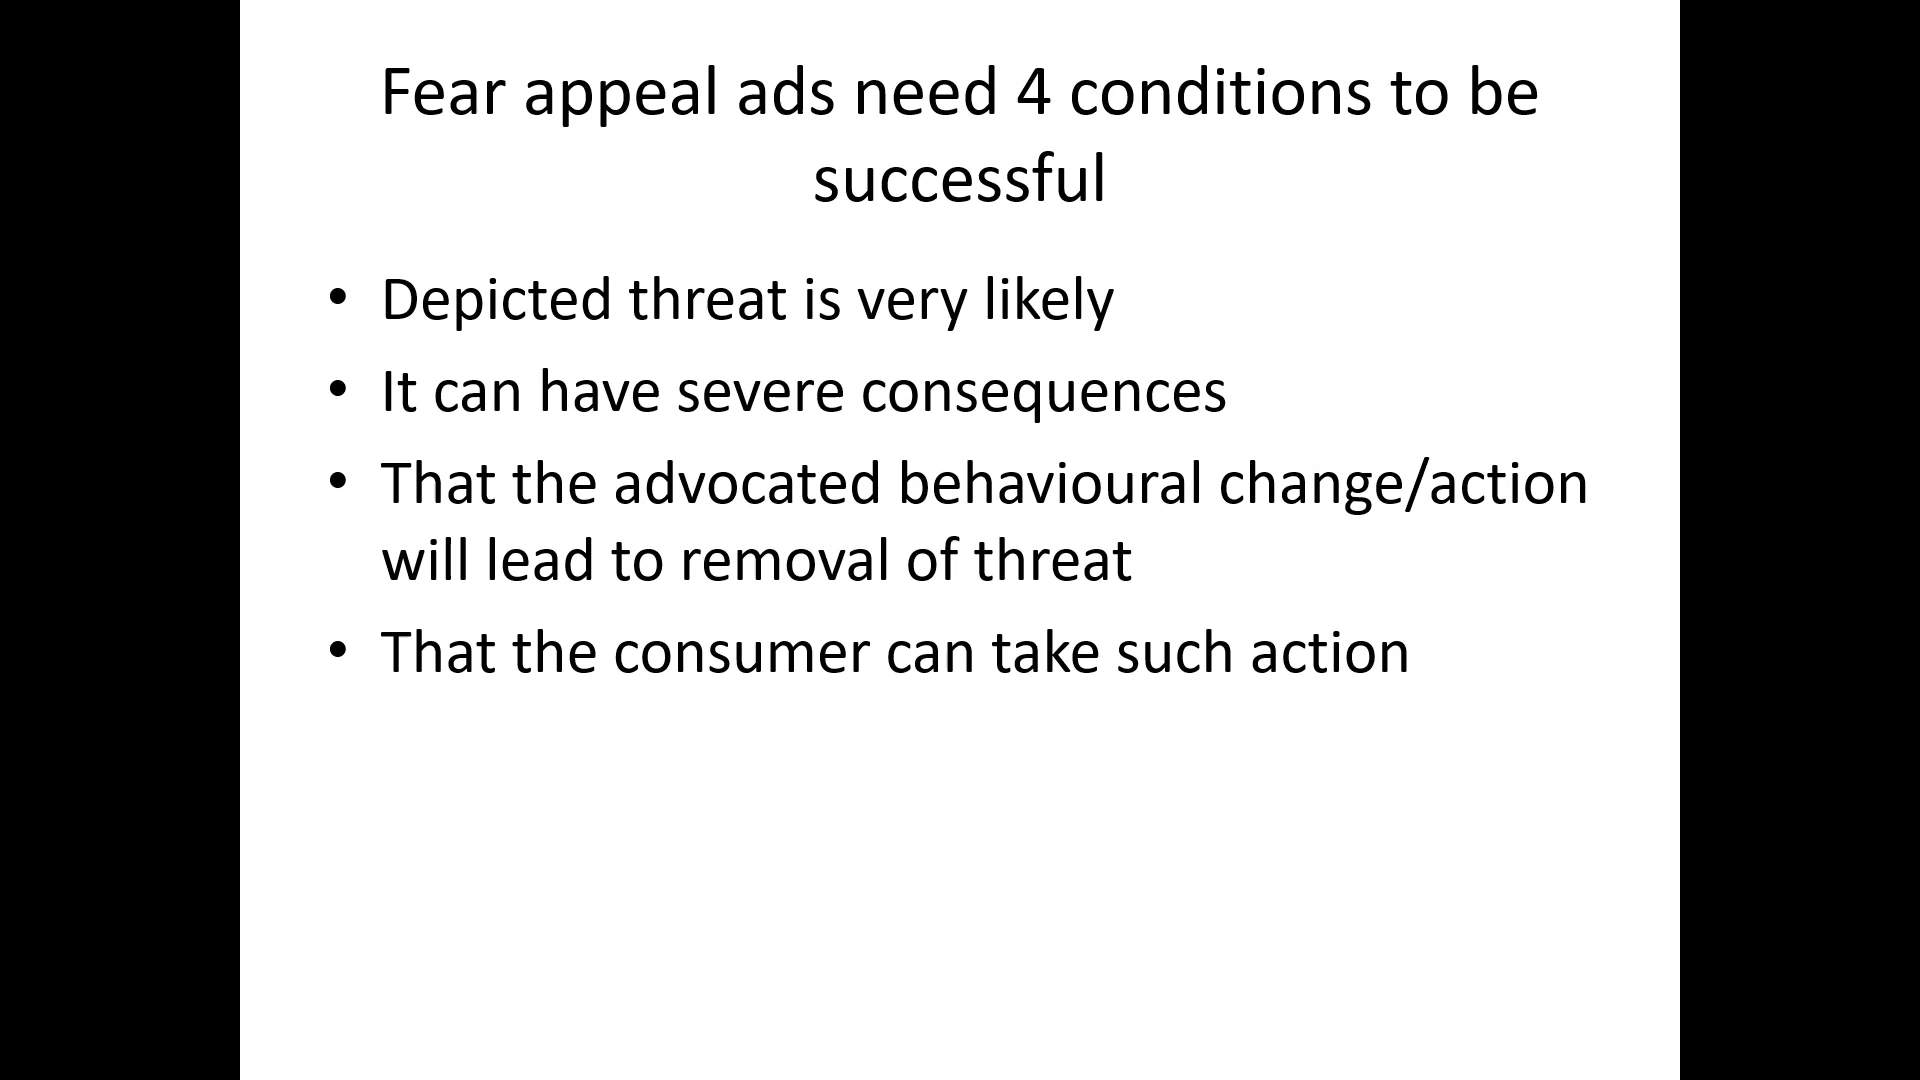 Fear appeal ads need 4 conditions to be
successful
• Depicted threat is very likely
• It can have severe consequences
• That the advocated behavioural change/action
will lead to removal of threat
• That the consumer can take such action